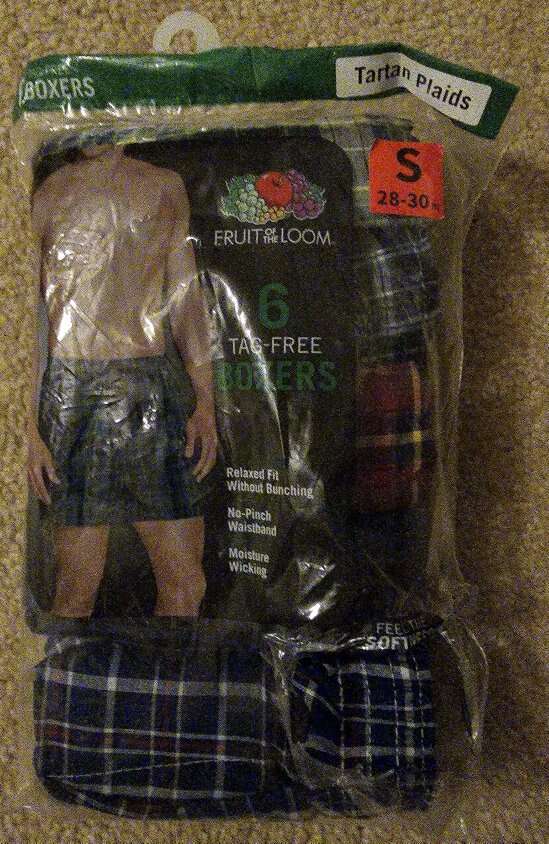 BOXERS
Tartan Plaids
S
28-30 IN
FRUIT OF THE LOOM
6
TAG-FREE
BOXERS
Relaxed Fit
Without Bunching
No-Pinch
Waistband
Moisture
Wicking
FEEL THE